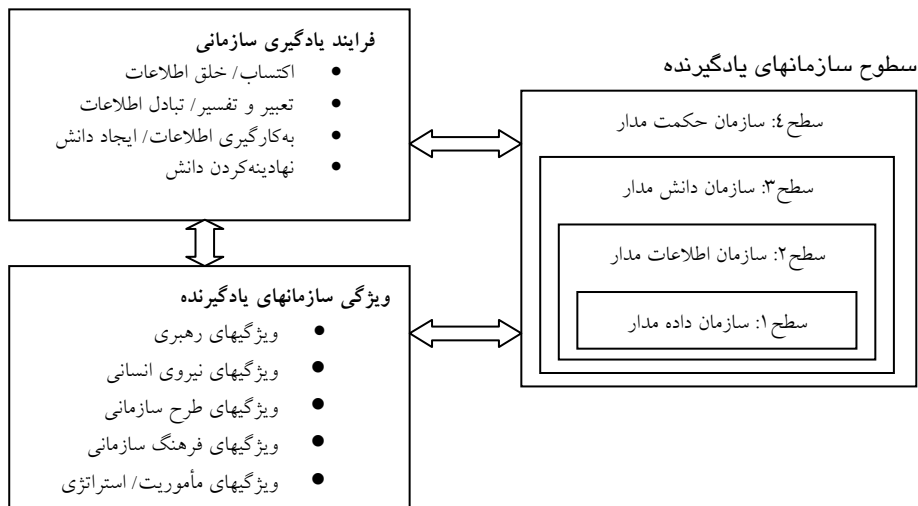 فرایند یادگیری سازمانی
● اکتساب/ خلق اطلاعات
● تعبیر و تفسیر/ تبادل اطلاعات
● به‌کارگیری اطلاعات/ ایجاد دانش
● نهادینه‌کردن دانش
سطوح سازمانهای یادگیرنده
سطح٤: سازمان حکمت مدار
سطح۳: سازمان دانش مدار
سطح۲: سازمان اطلاعات مدار
سطح۱: سازمان داده مدار
ویژگی سازمانهای یادگیرنده
● ویژگیهای رهبری
● ویژگیهای نیروی انسانی
● ویژگیهای طرح سازمانی
● ویژگیهای فرهنگ سازمانی
● ویژگیهای مأموریت/ استراتژی